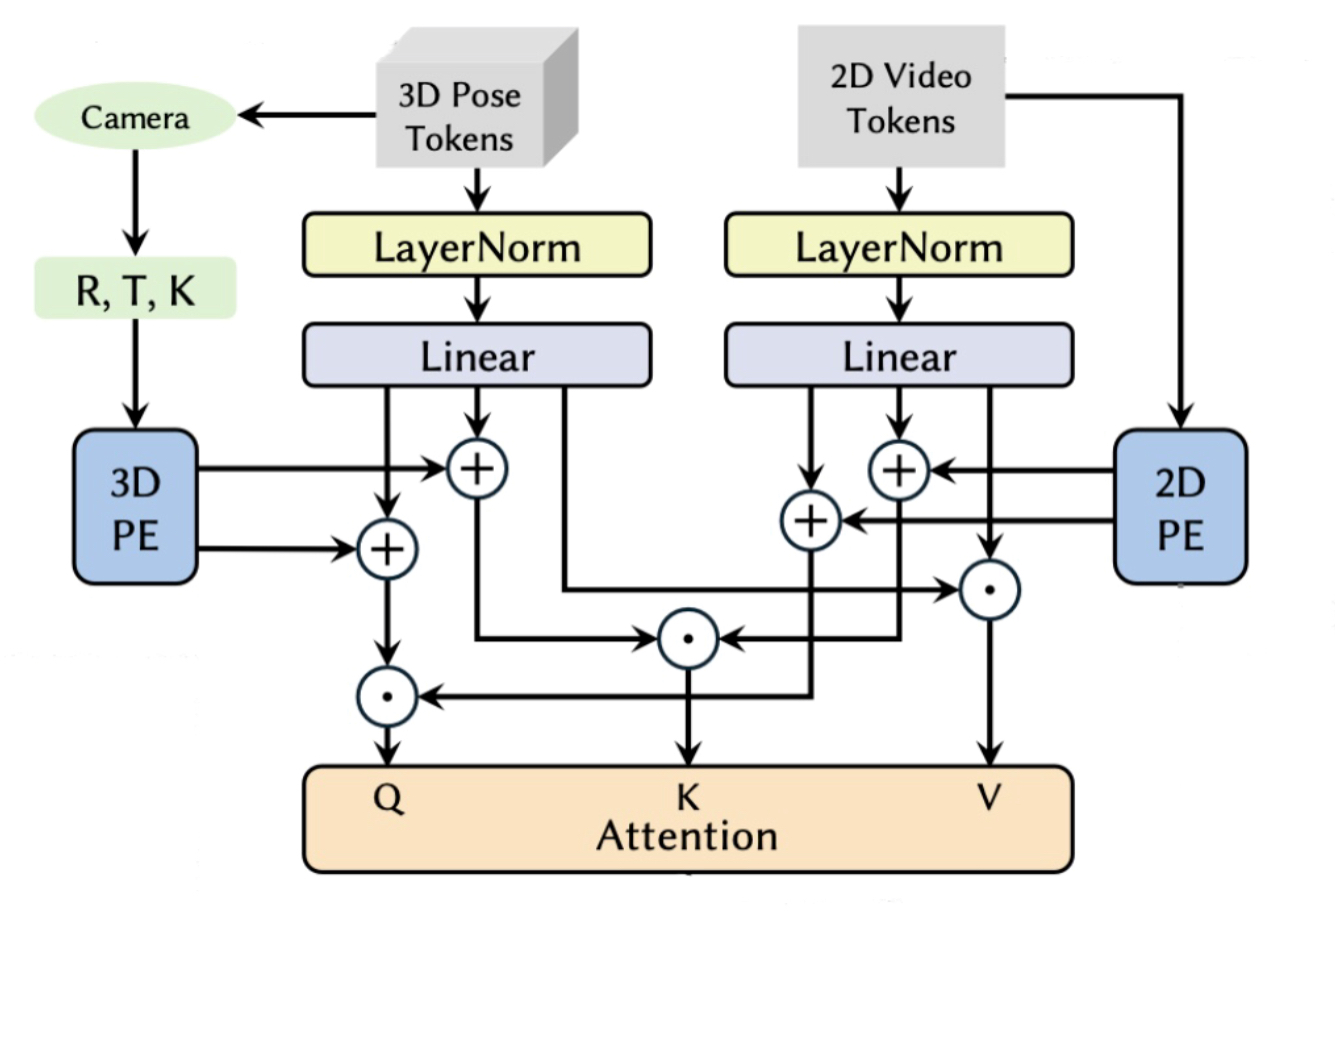 3D Pose
Tokens
2D Video
Tokens
Camera
LayerNorm
LayerNorm
R, T, K
Linear
Linear
3D
PE
+
+
+
+
2D
PE
Q
K
V
Attention